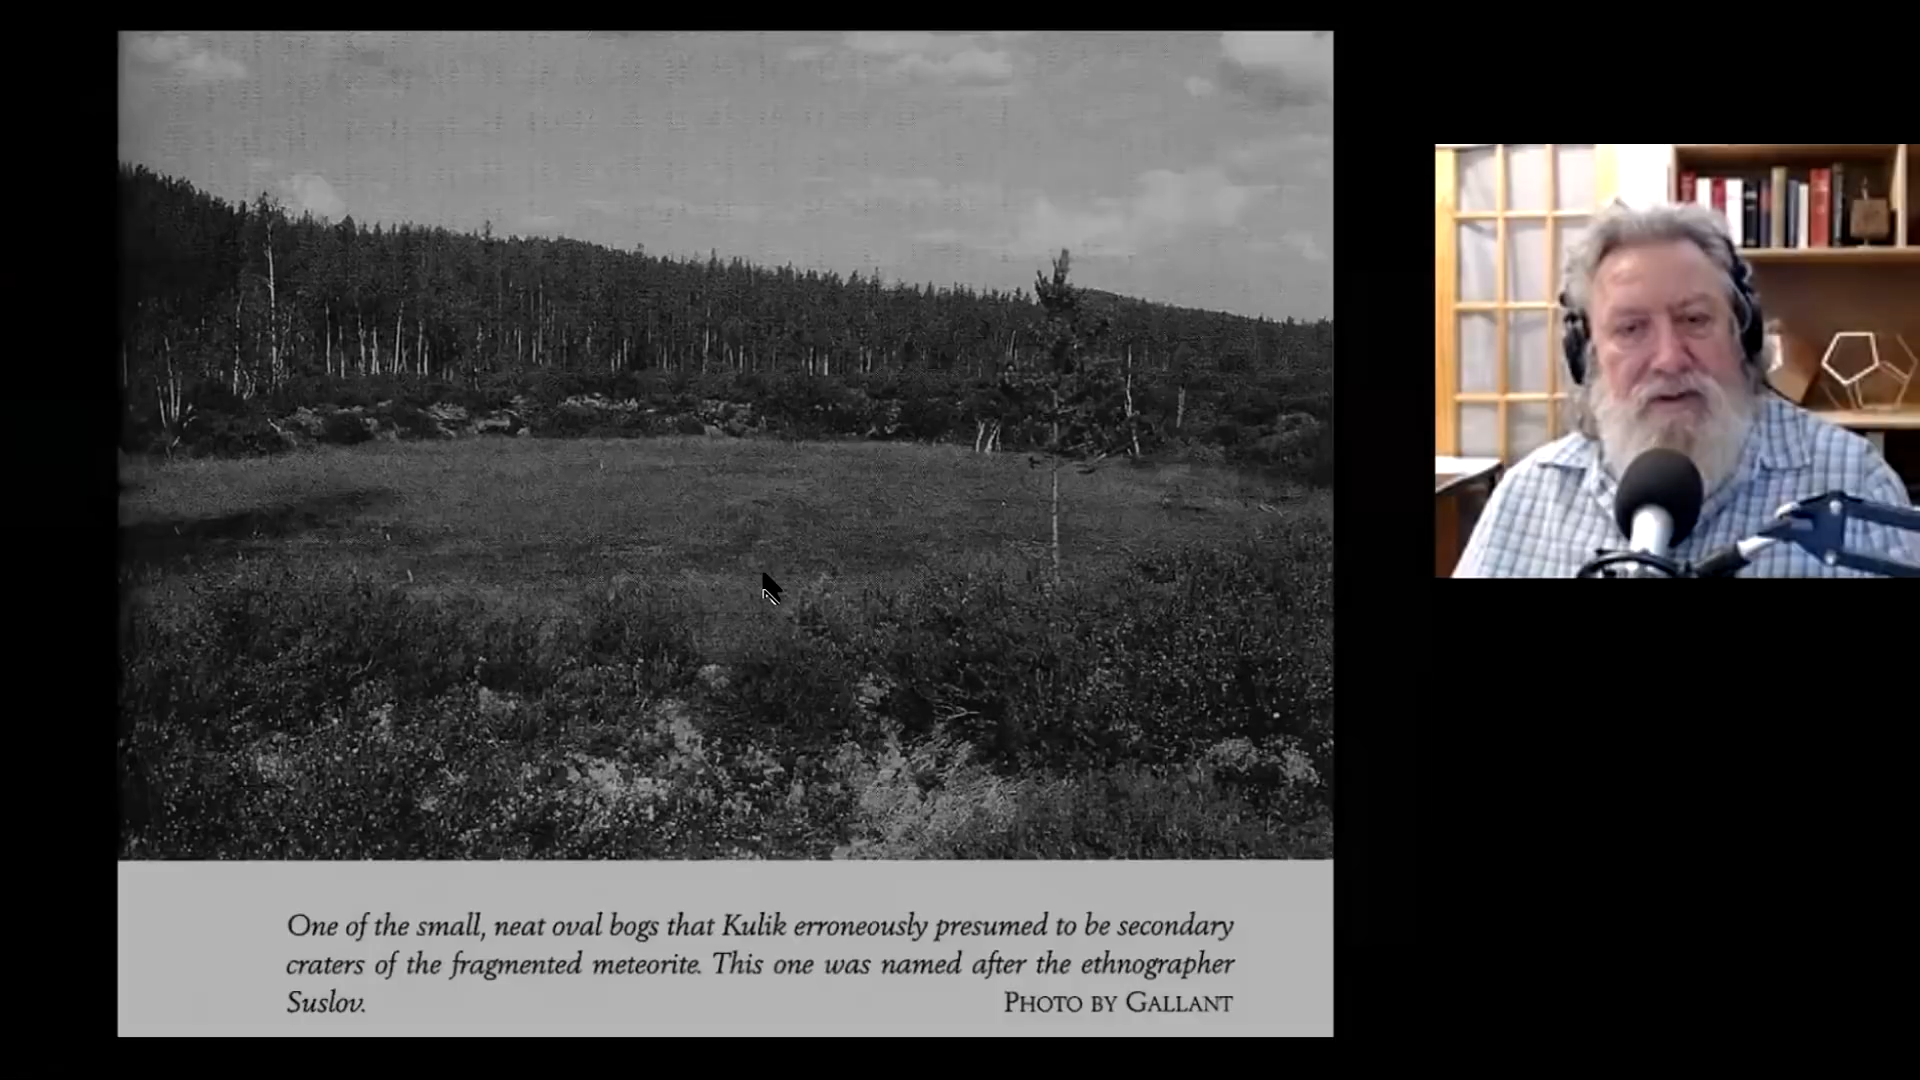 One of the small, neat oval bogs that Kulik erroneously presumed to be secondary
craters of the fragmented meteorite. This one was named after the ethnographer
Suslov. PHOTO BY GALLANT